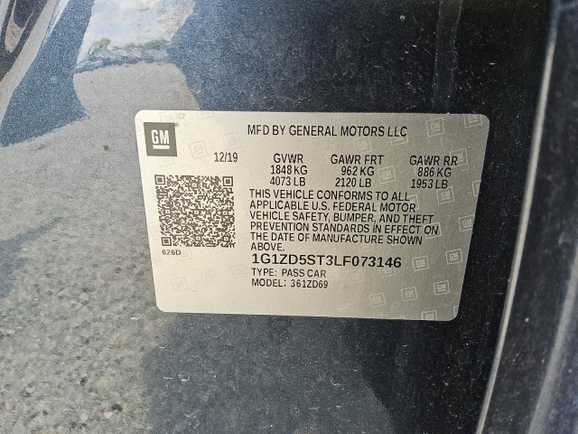 GM
MFD BY GENERAL MOTORS LLC
12/19 GVWR GAWR FRT GAWR RR
1848 KG 962 KG 886 KG
4073 LB 2120 LB 1953 LB
THIS VEHICLE CONFORMS TO ALL
APPLICABLE U.S. FEDERAL MOTOR
VEHICLE SAFETY, BUMPER, AND THEFT
PREVENTION STANDARDS IN EFFECT ON
THE DATE OF MANUFACTURE SHOWN
ABOVE.
626D
1G1ZD5ST3LF073146
TYPE: PASS CAR
MODEL: 361ZD69